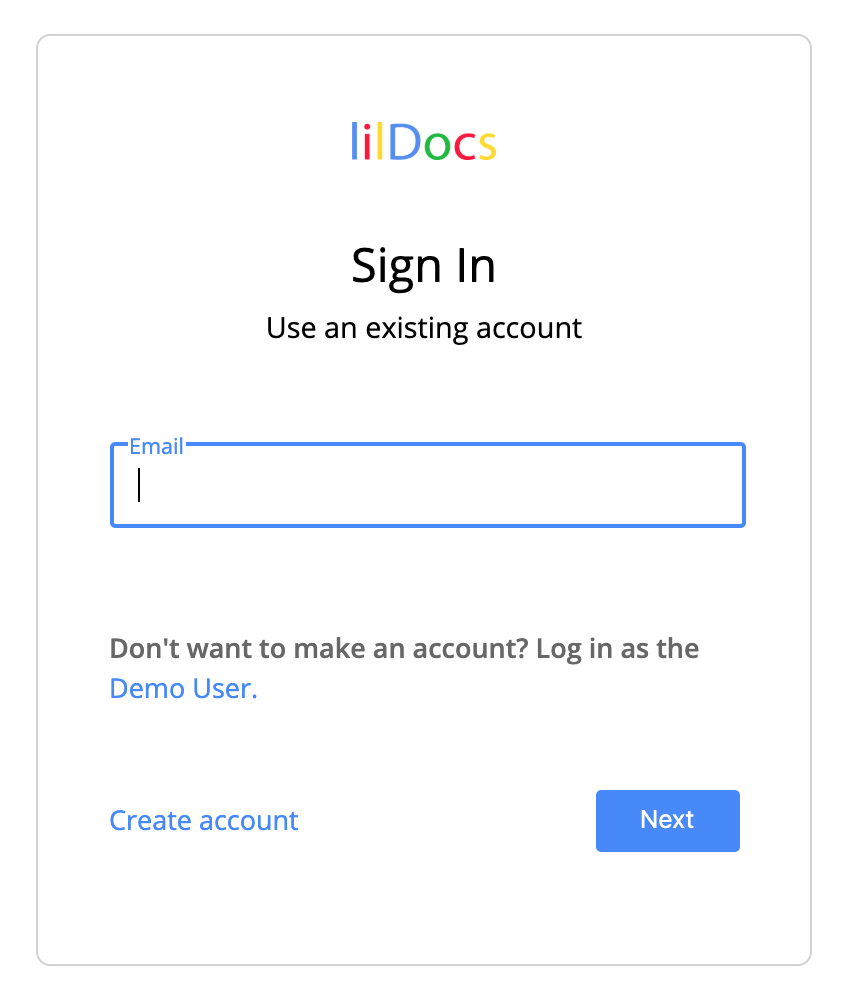 lilDocs
Sign In
Use an existing account
Email
Don't want to make an account? Log in as the
Demo User.
Create account
Next